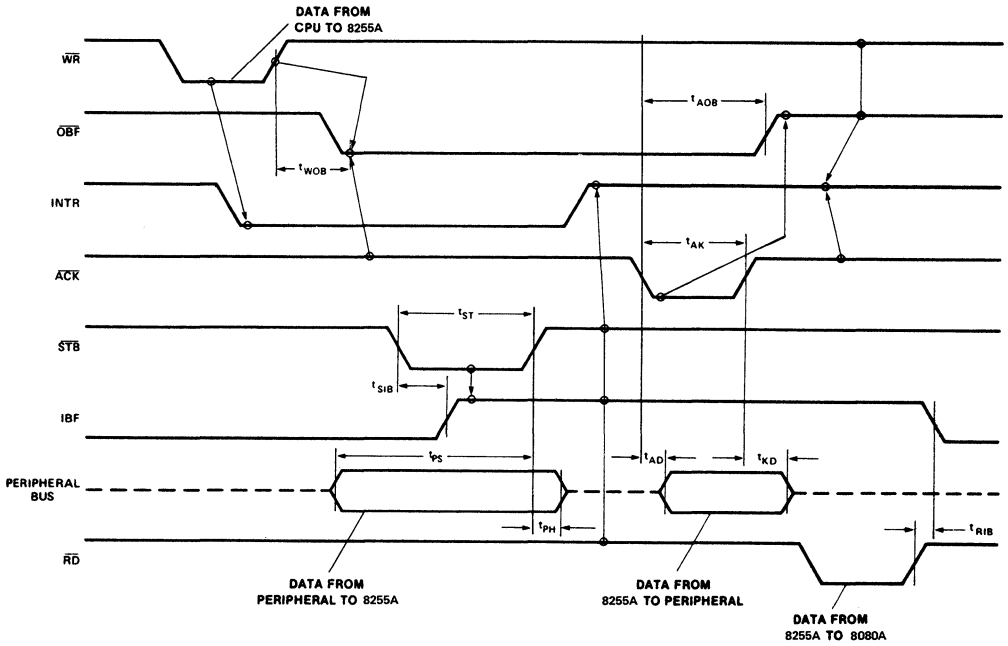 DATA FROM
CPU TO 8255A
WR
tAOB
OBF
tWOB
INTR
tAK
ACK
tST
STB
tSIB
IBF
tPS
tAD
tKD
PERIPHERAL
BUS
tPH
tRIB
RD
DATA FROM
PERIPHERAL TO 8255A
DATA FROM
8255A TO PERIPHERAL
DATA FROM
8255A TO 8080A